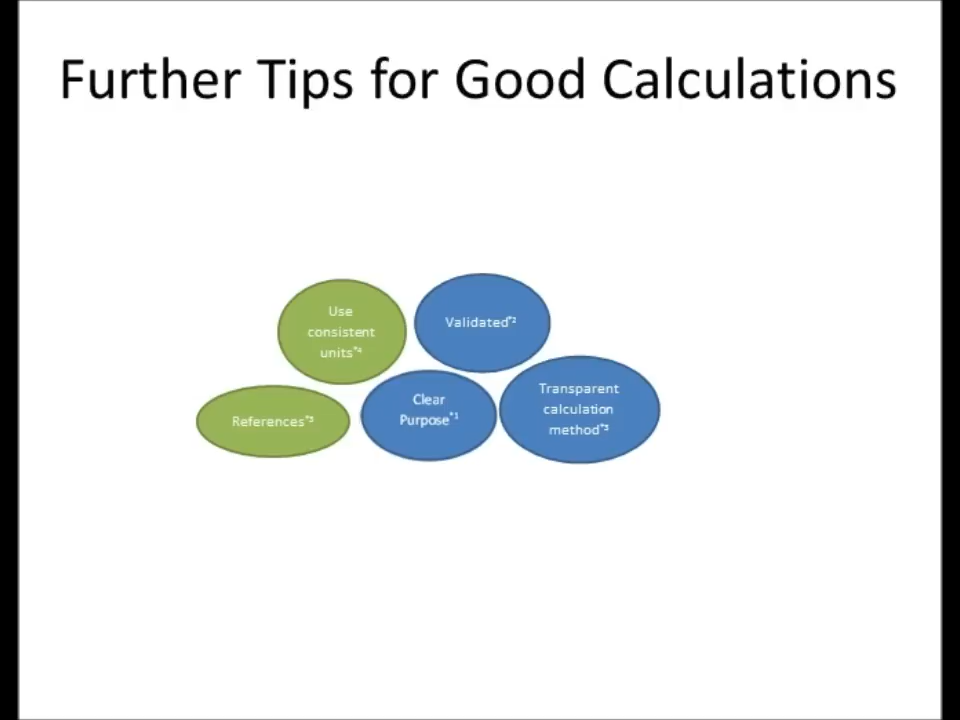 Further Tips for Good Calculations
Use
consistent
units*⁴
Validated*²
References*³
Clear
Purpose*¹
Transparent
calculation
method*³